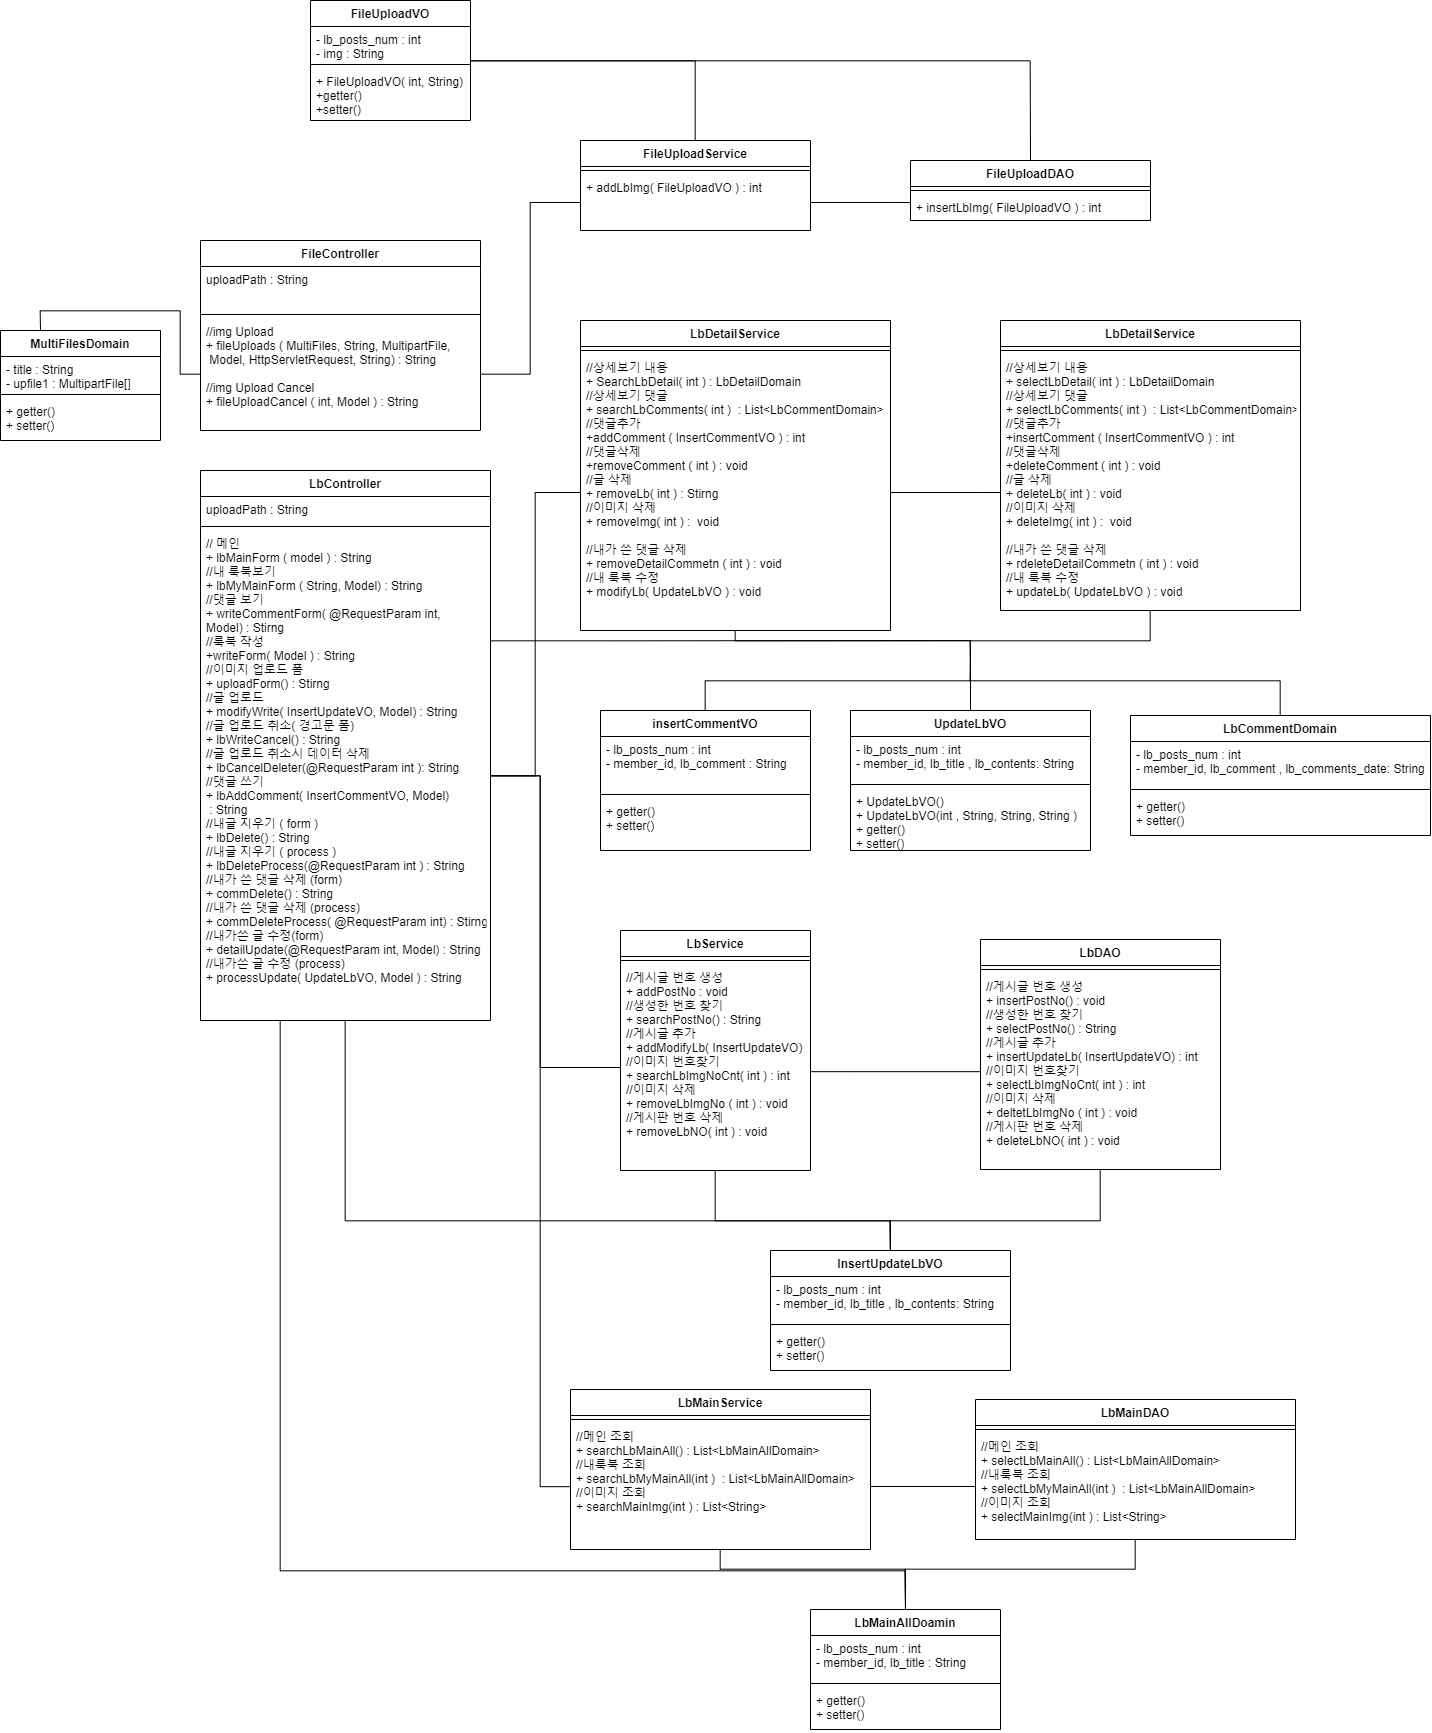 FileUploadVO
- lb_posts_num : int
- img : String
+ FileUploadVO( int, String)
+getter()
+setter()
FileUploadService
+ addLbImg( FileUploadVO ) : int
FileUploadDAO
+ insertLbImg( FileUploadVO ) : int
FileController
uploadPath : String
//img Upload
+ fileUploads ( MultiFiles, String, MultipartFile,
Model, HttpServletRequest, String) : String
//img Upload Cancel
+ fileUploadCancel ( int, Model ) : String
MultiFilesDomain
- title : String
- upfile1 : MultipartFile[]
+ getter()
+ setter()
LbDetailService
//상세보기 내용
+ SearchLbDetail( int ) : LbDetailDomain
//상세보기 댓글
+ searchLbComments( int )  : List<LbCommentDomain>
//댓글추가
+addComment ( InsertCommentVO ) : int
//댓글삭제
+removeComment ( int ) : void
//글 삭제
+ removeLb( int ) : Stirng
//이미지 삭제
+ removeImg( int ) :  void
//내가 쓴 댓글 삭제
+ removeDetailCommetn ( int ) : void
//내 룩북 수정
+ modifyLb( UpdateLbVO ) : void
LbDetailService
//상세보기 내용
+ selectLbDetail( int ) : LbDetailDomain
//상세보기 댓글
+ selectLbComments( int )  : List<LbCommentDomain>
//댓글추가
+insertComment ( InsertCommentVO ) : int
//댓글삭제
+deleteComment ( int ) : void
//글 삭제
+ deleteLb( int ) : void
//이미지 삭제
+ deleteImg( int ) :  void
//내가 쓴 댓글 삭제
+ rdeleteDetailCommetn ( int ) : void
//내 룩북 수정
+ updateLb( UpdateLbVO ) : void
LbController
uploadPath : String
// 메인
+ lbMainForm ( model ) : String
//내 룩북보기
+ lbMyMainForm ( String, Model) : String
//댓글 보기
+ writeCommentForm( @RequestParam int,
Model) : Stirng
//룩북 작성
+writeForm( Model ) : String
//이미지 업로드 폼
+ uploadForm() : Stirng
//글 업로드
+ modifyWrite( InsertUpdateVO, Model) : String
//글 업로드 취소( 경고문 폼)
+ lbWriteCancel() : String
//글 업로드 취소시 데이터 삭제
+ lbCancelDeleter(@RequestParam int ): String
//댓글 쓰기
+ lbAddComment( InsertCommentVO, Model)
: String
//내글 지우기 ( form )
+ lbDelete() : String
//내글 지우기 ( process )
+ lbDeleteProcess(@RequestParam int ) : String
//내가 쓴 댓글 삭제 (form)
+ commDelete() : String
//내가 쓴 댓글 삭제 (process)
+ commDeleteProcess( @RequestParam int) : Stirng
//내가쓴 글 수정(form)
+ detailUpdate(@RequestParam int, Model) : String
//내가쓴 글 수정 (process)
+ processUpdate( UpdateLbVO, Model ) : String
insertCommentVO
- lb_posts_num : int
- member_id, lb_comment : String
+ getter()
+ setter()
UpdateLbVO
- lb_posts_num : int
- member_id, lb_title , lb_contents: String
+ UpdateLbVO()
+ UpdateLbVO(int , String, String, String )
+ getter()
+ setter()
LbCommentDomain
- lb_posts_num : int
- member_id, lb_comment , lb_comments_date: String
+ getter()
+ setter()
LbService
//게시글 번호 생성
+ addPostNo : void
//생성한 번호 찾기
+ searchPostNo() : String
//게시글 추가
+ addModifyLb( InsertUpdateVO)
//이미지 번호찾기
+ searchLbImgNoCnt( int ) : int
//이미지 삭제
+ removeLbImgNo ( int ) : void
//게시판 번호 삭제
+ removeLbNO( int ) : void
LbDAO
//게시글 번호 생성
+ insertPostNo() : void
//생성한 번호 찾기
+ selectPostNo() : String
//게시글 추가
+ insertUpdateLb( InsertUpdateVO) : int
//이미지 번호찾기
+ selectLbImgNoCnt( int ) : int
//이미지 삭제
+ deltetLbImgNo ( int ) : void
//게시판 번호 삭제
+ deleteLbNO( int ) : void
InsertUpdateLbVO
- lb_posts_num : int
- member_id, lb_title , lb_contents: String
+ getter()
+ setter()
LbMainService
//메인 조회
+ searchLbMainAll() : List<LbMainAllDomain>
//내룩북 조회
+ searchLbMyMainAll(int )  : List<LbMainAllDomain>
//이미지 조회
+ searchMainImg(int ) : List<String>
LbMainDAO
//메인 조회
+ selectLbMainAll() : List<LbMainAllDomain>
//내룩북 조회
+ selectLbMyMainAll(int )  : List<LbMainAllDomain>
//이미지 조회
+ selectMainImg(int ) : List<String>
LbMainAllDoamin
- lb_posts_num : int
- member_id, lb_title : String
+ getter()
+ setter()